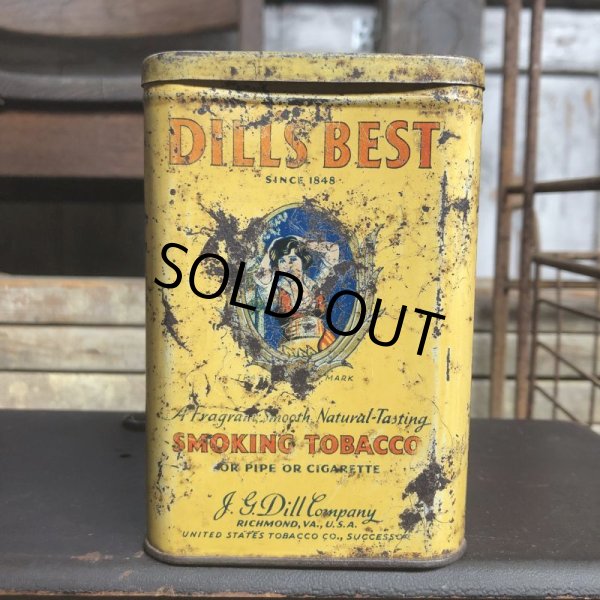 DILLS BEST
SINCE 1848
SOLD OUT
MARK
A Fragrant, Smooth, Natural-Tasting
SMOKING TOBACCO
FOR PIPE OR CIGARETTE
J. G. Dill Company
RICHMOND, VA., U.S.A.
UNITED STATES TOBACCO CO., SUCCESSOR